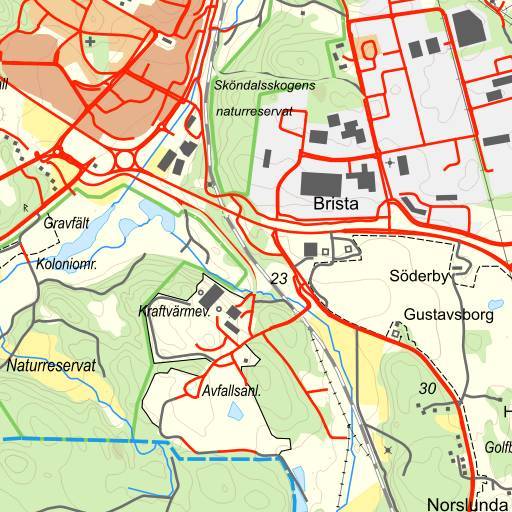 Sköndalsskogens
naturreservat
Brista
Gravfält
Koloniomr.
23
Söderby
Kraftvärmev.
Gustavsborg
Naturreservat
Avfallsanl.
30
H
Golfb
Norslunda